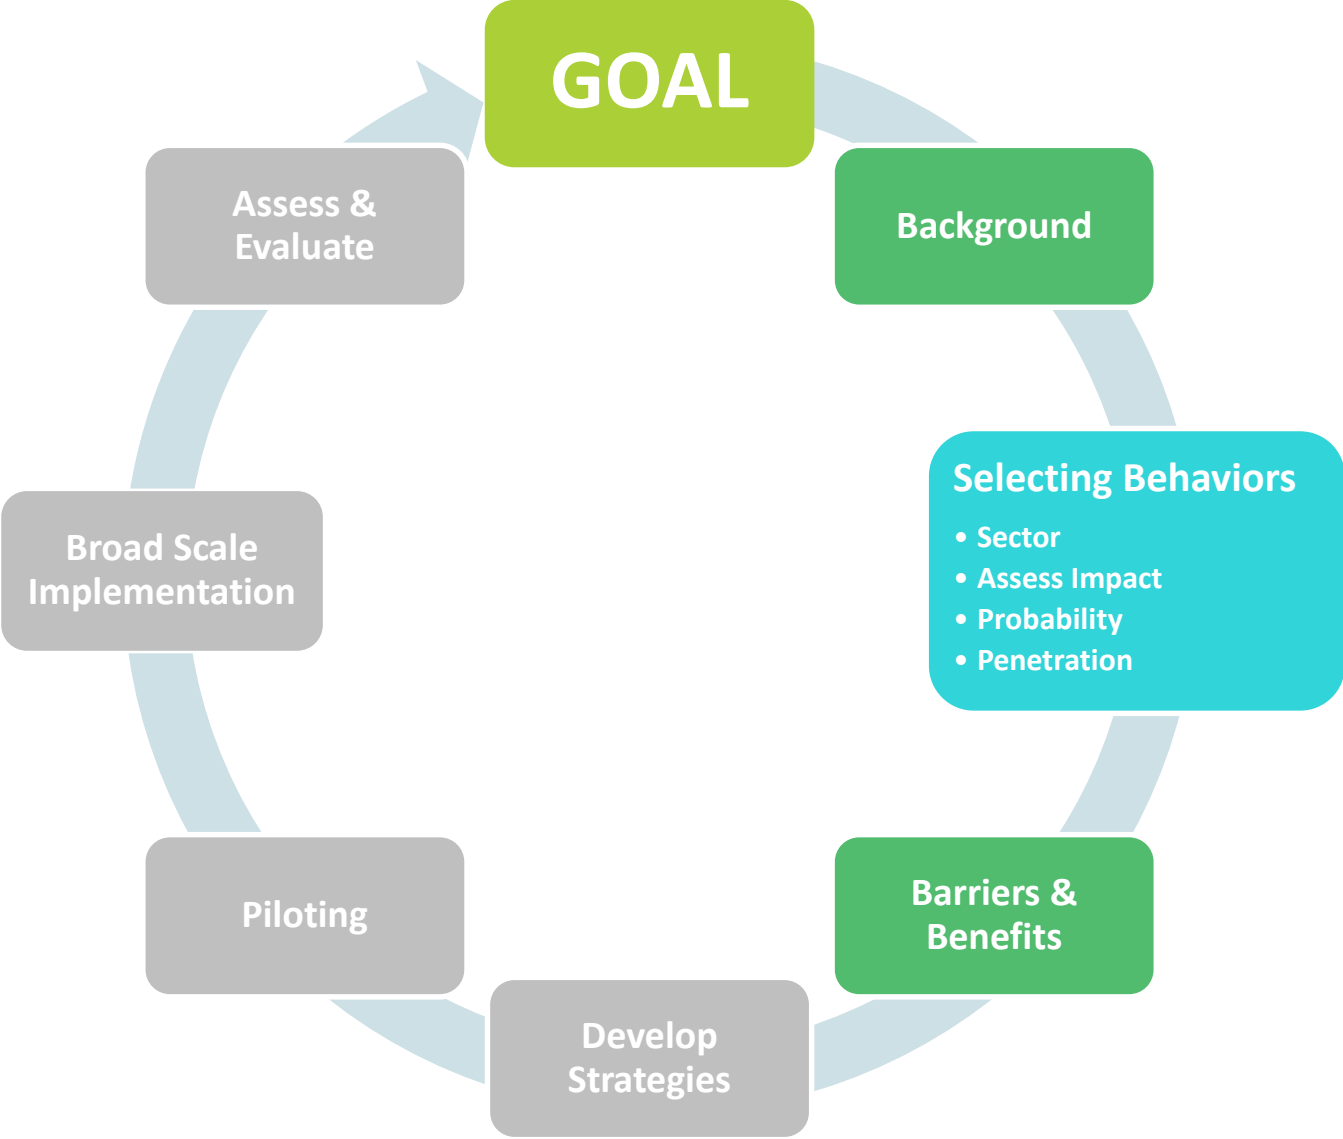 GOAL
Background
Selecting Behaviors
• Sector
• Assess Impact
• Probability
• Penetration
Barriers &
Benefits
Develop
Strategies
Piloting
Broad Scale
Implementation
Assess &
Evaluate